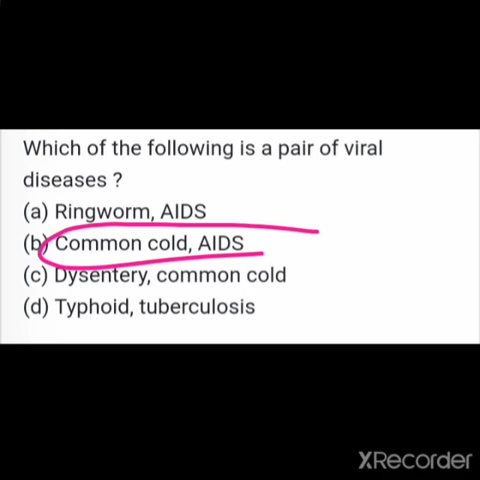 Which of the following is a pair of viral
diseases ?
(a) Ringworm, AIDS
(b) Common cold, AIDS
(c) Dysentery, common cold
(d) Typhoid, tuberculosis
XRecorder